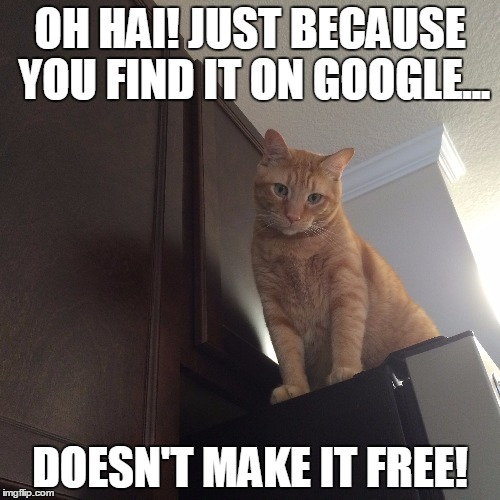 OH HAI! JUST BECAUSE
YOU FIND IT ON GOOGLE...
DOESN'T MAKE IT FREE!
imgflip.com